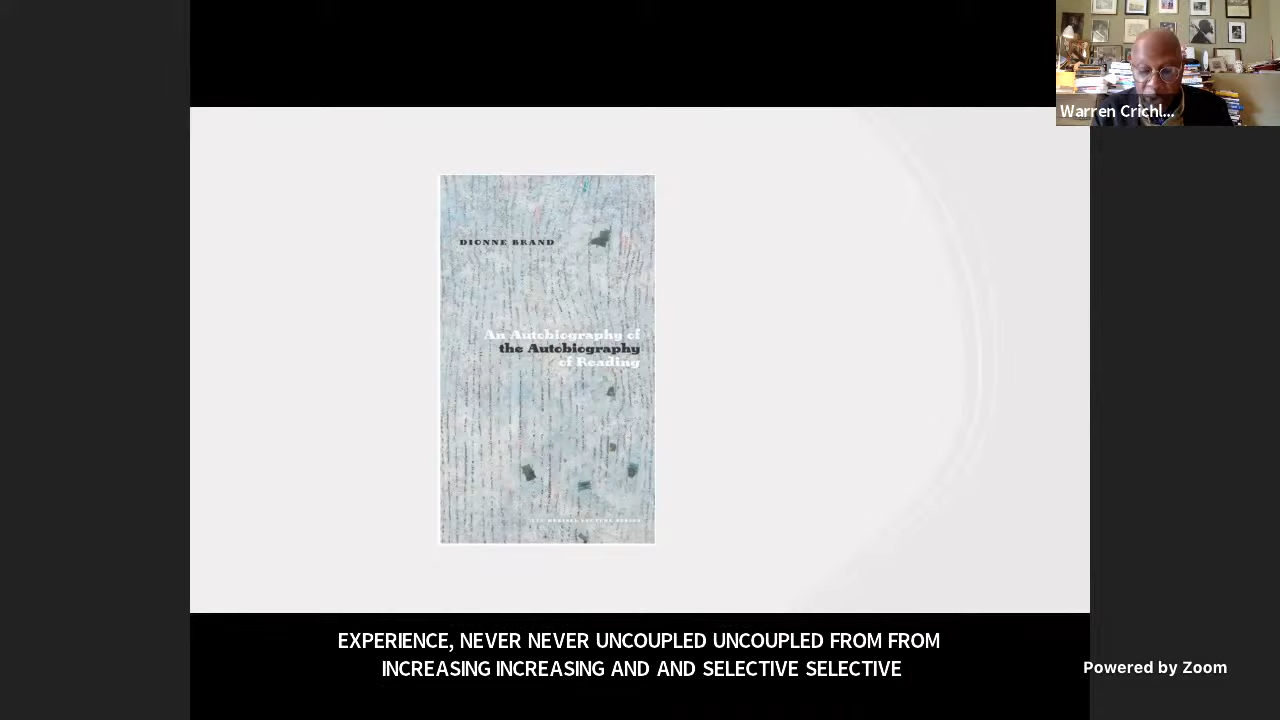 Warren Crichl...
DIONNE BRAND
An Autobiography of
the Autobiography
of Reading
EXPERIENCE, NEVER NEVER UNCOUPLED UNCOUPLED FROM FROM
INCREASING INCREASING AND AND SELECTIVE SELECTIVE
Powered by Zoom